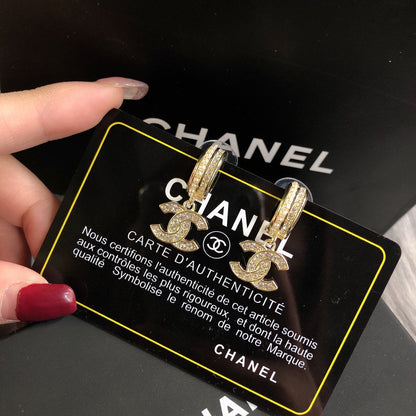 CHANEL
CHANEL
CARTE D'AUTHENTICITÉ
Nous certifions l'authenticité de cet article soumis
aux contrôles les plus rigoureux, et dont la haute
qualité Symbolise le renom de notre Marque.
CHANEL